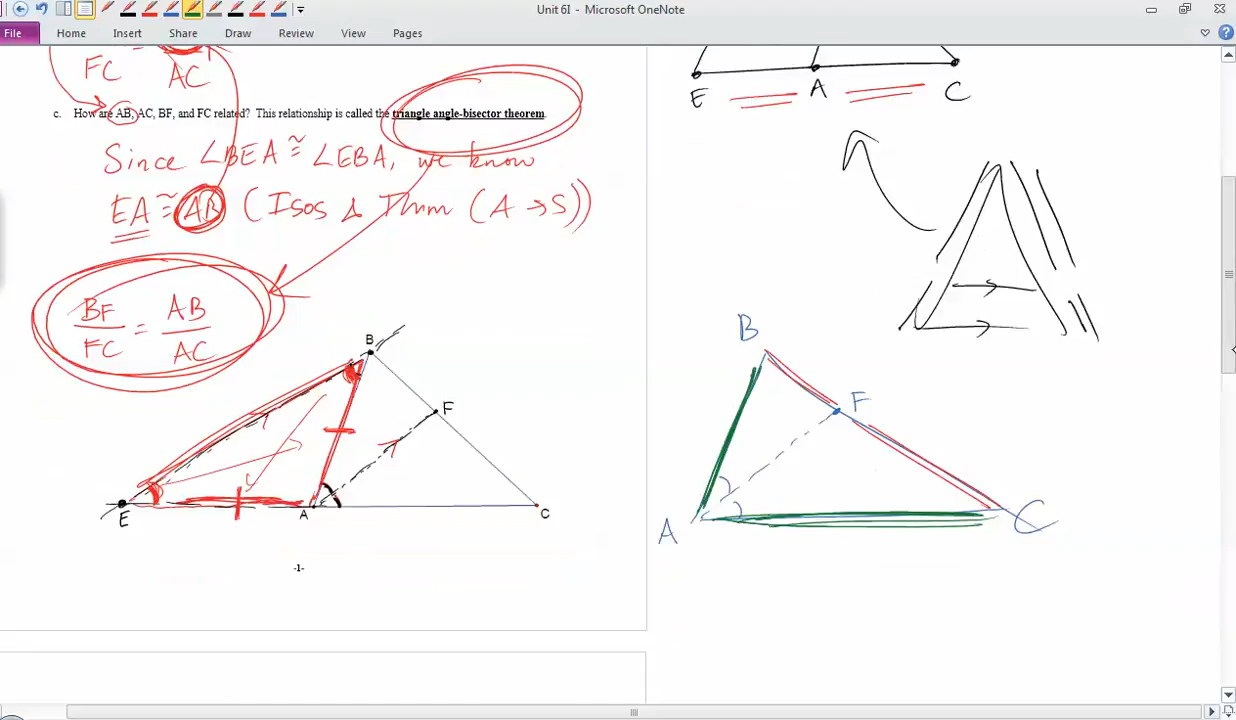 Unit 6I - Microsoft OneNote
File Home Insert Share Draw Review View Pages
FC AC
c. How are AB, AC, BF, and FC related? This relationship is called the triangle angle-bisector theorem.
Since ∠BEA ≅ ∠EBA, we know
EA ≅ AB (Isos Δ Thm (A → S))
BF/FC = AB/AC
B
F
E
A
C
-1-
E A C
B
F
A
C